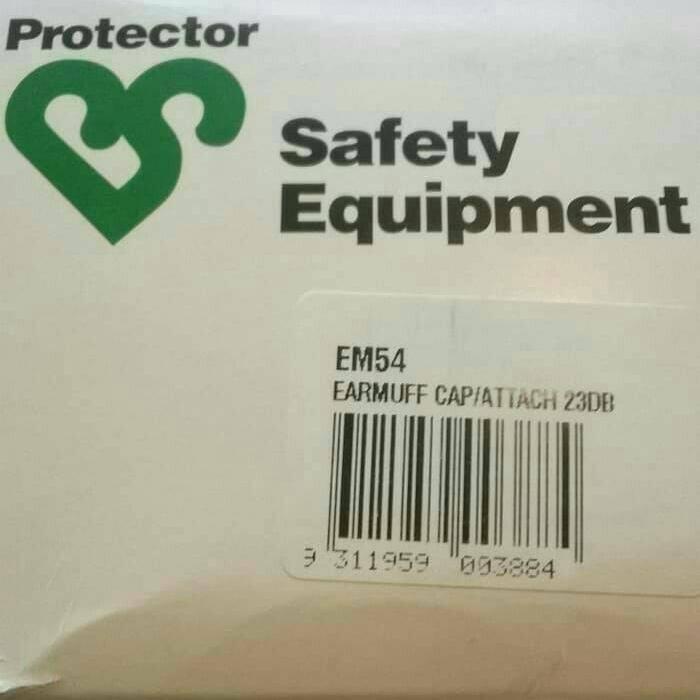 Protector
Safety
Equipment
EM54
EARMUFF CAP/ATTACH 23DB
9 311959 003884